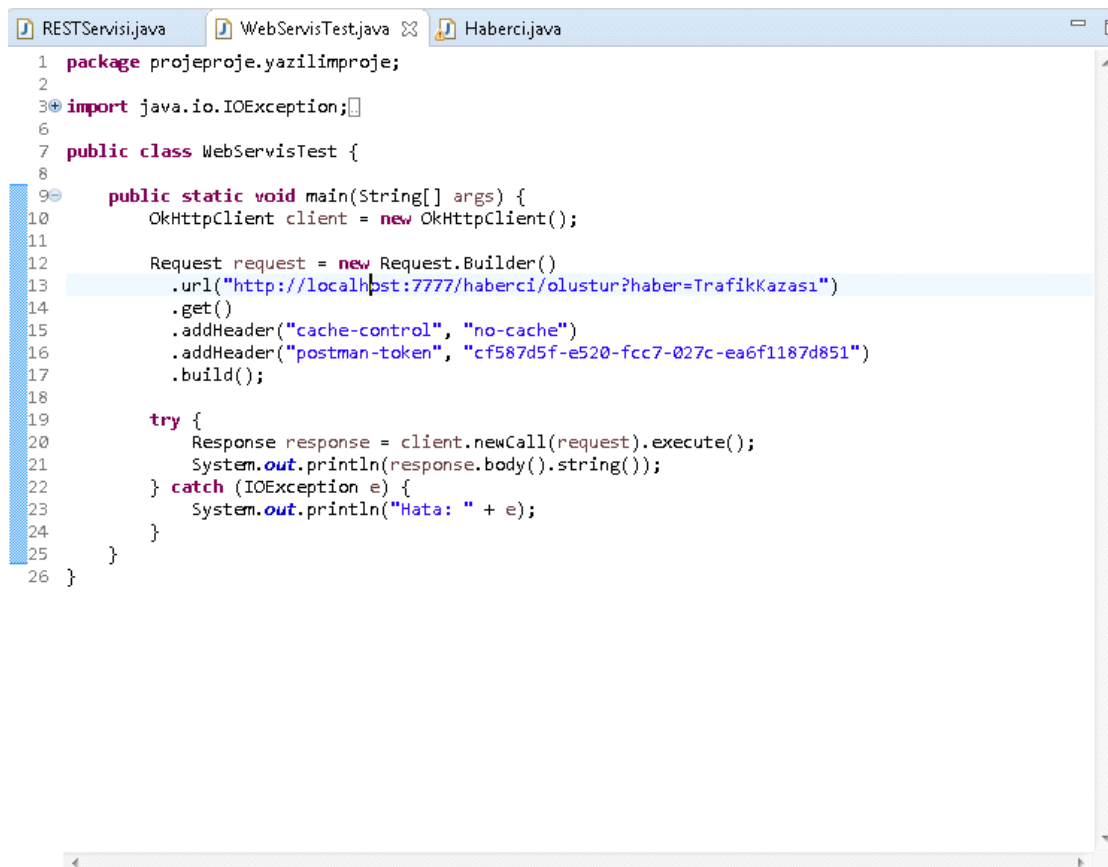 RESTServisi.java WebServisTest.java Haberci.java
1 package projeproje.yazilimproje;
2
3 import java.io.IOException;
6
7 public class WebServisTest {
8
9 public static void main(String[] args) {
10 OkHttpClient client = new OkHttpClient();
11
12 Request request = new Request.Builder()
13 .url("http://localhost:7777/haberci/olustur?haber=TrafikKazası")
14 .get()
15 .addHeader("cache-control", "no-cache")
16 .addHeader("postman-token", "cf587d5f-e520-fcc7-027c-ea6f1187d851")
17 .build();
18
19 try {
20 Response response = client.newCall(request).execute();
21 System.out.println(response.body().string());
22 } catch (IOException e) {
23 System.out.println("Hata: " + e);
24 }
25 }
26 }